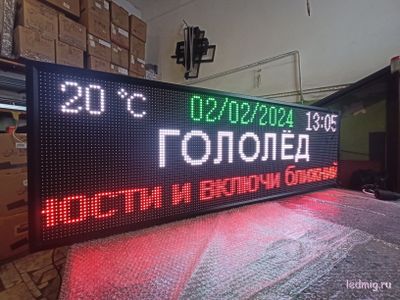 20 °C 02/02/2024 13:05
ГОЛОЛЁД
ЮСТИ И ВКЛЮЧИ БЛИЖНИЙ
ledmig.ru